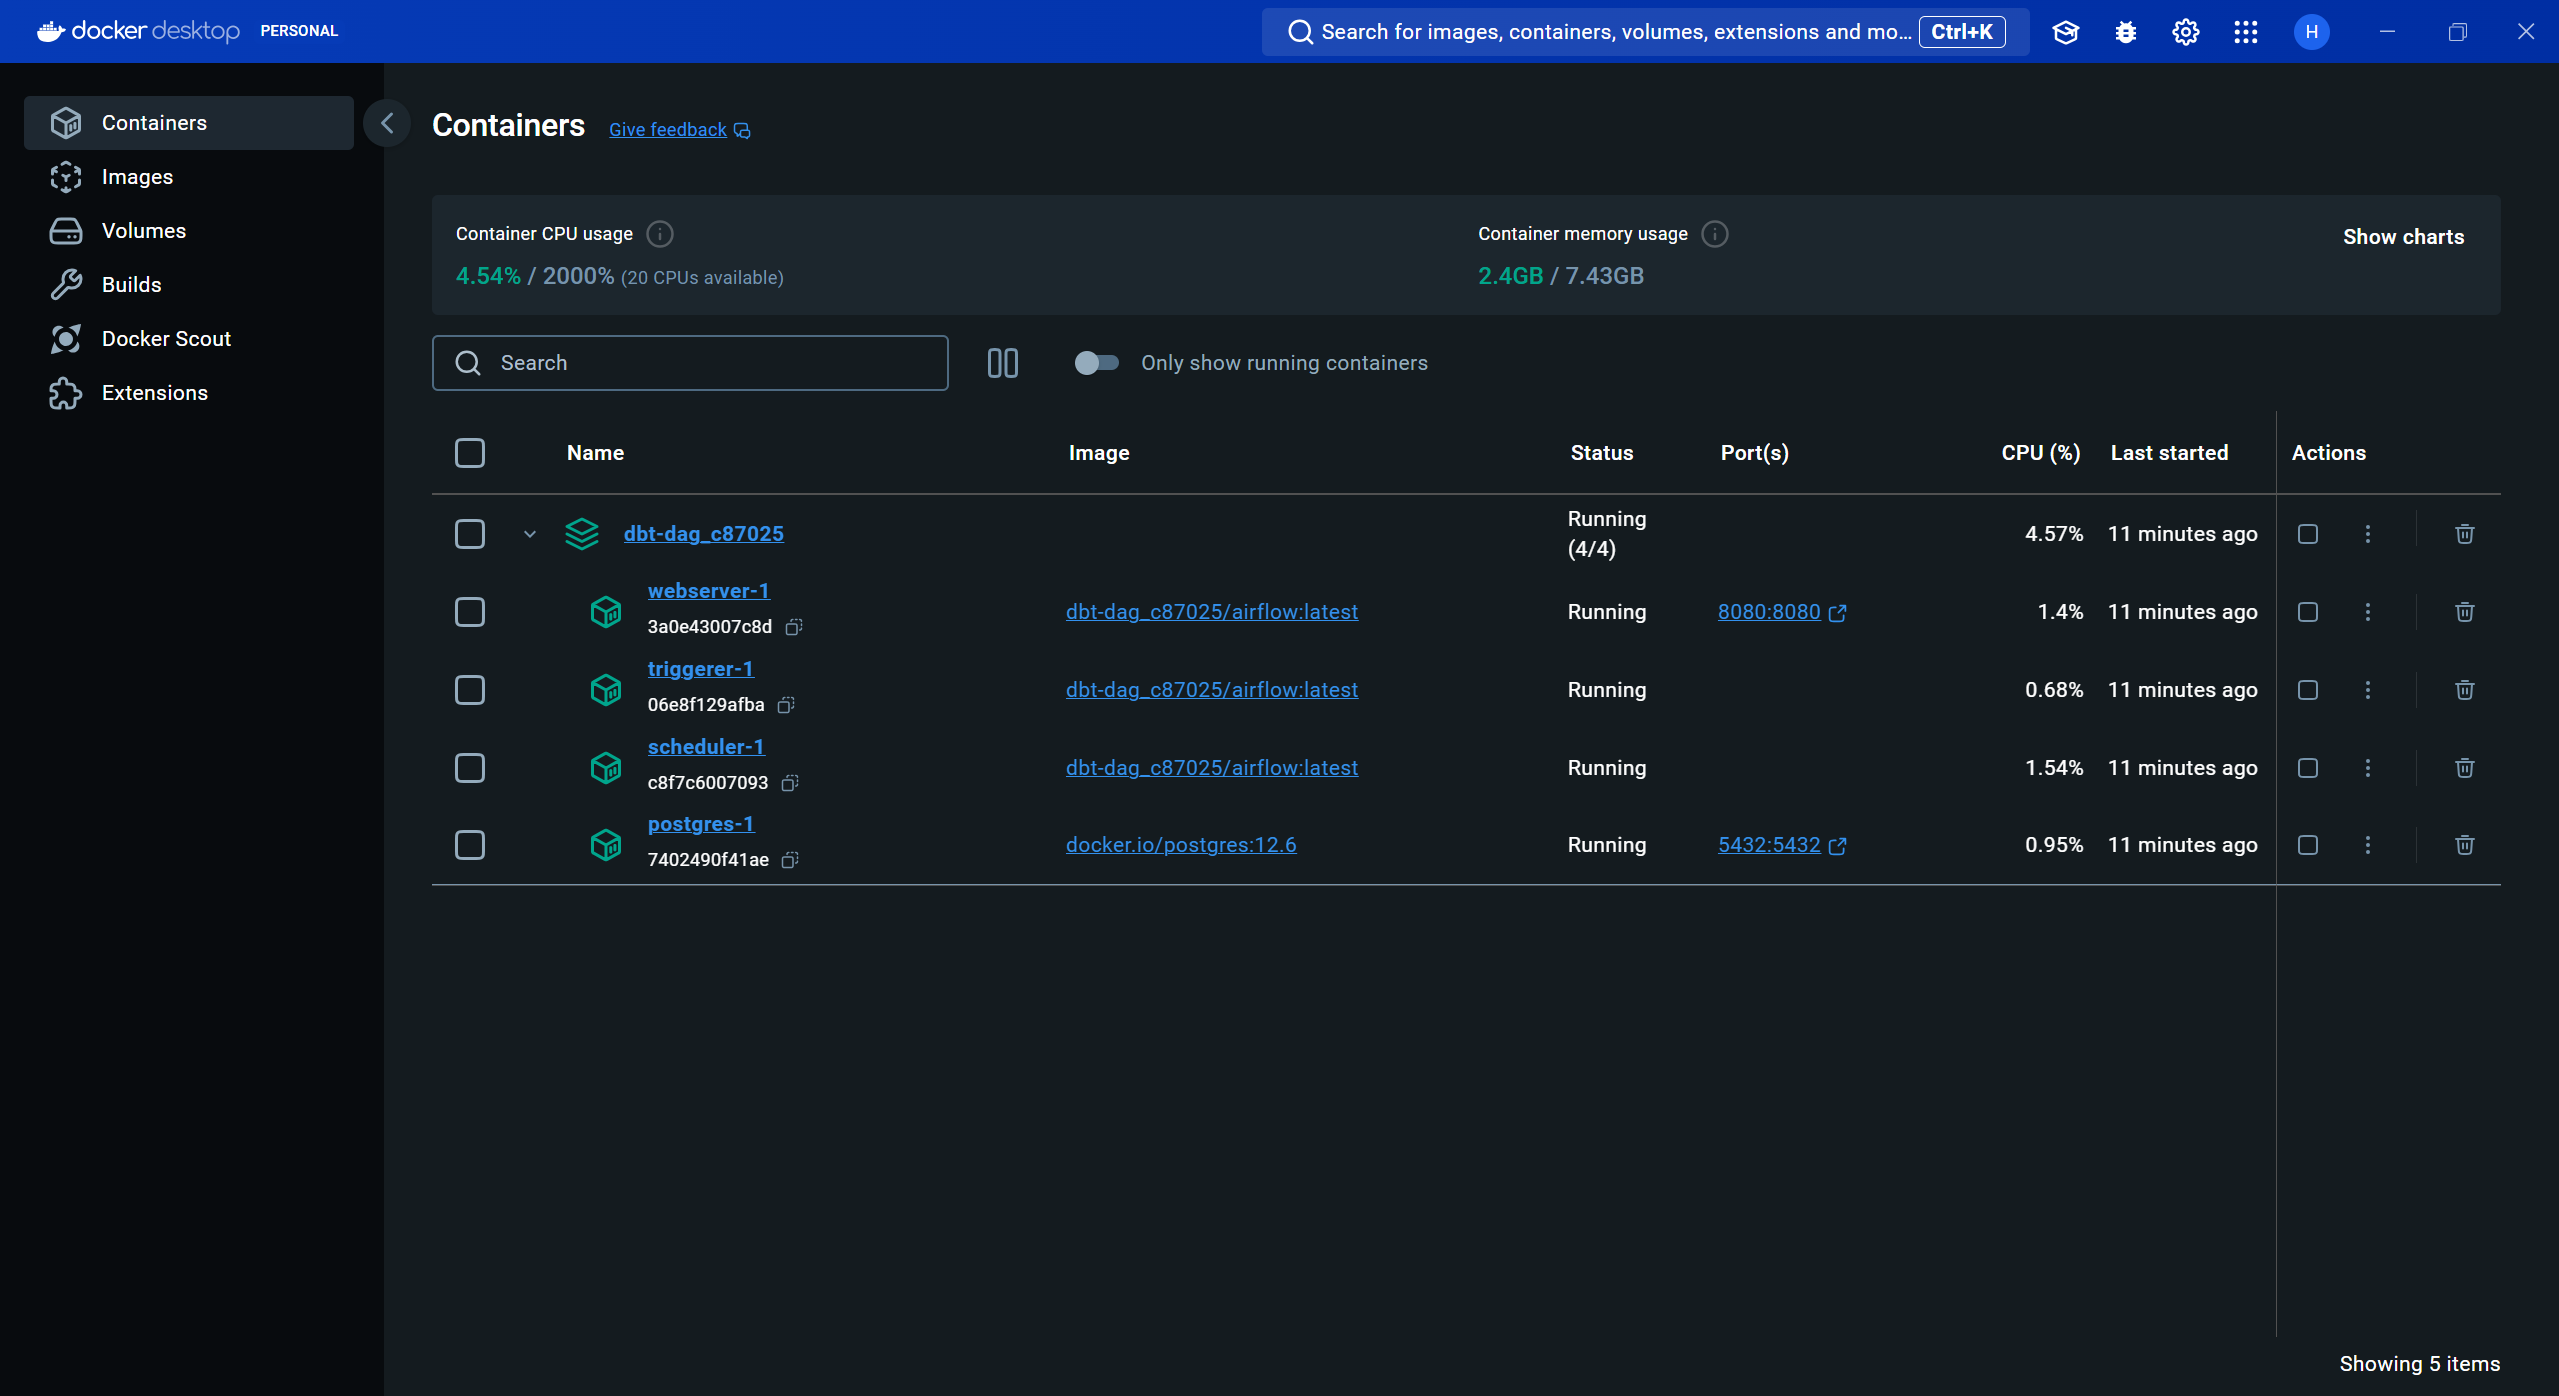 docker desktop PERSONAL
Search for images, containers, volumes, extensions and mo... Ctrl+K
H
Containers
Images
Volumes
Builds
Docker Scout
Extensions
Containers Give feedback
Container CPU usage
4.54% / 2000% (20 CPUs available)
Container memory usage
2.4GB / 7.43GB
Show charts
Search
Only show running containers
Name Image Status Port(s) CPU (%) Last started Actions
dbt-dag_c87025 Running (4/4) 4.57% 11 minutes ago
webserver-1
3a0e43007c8d dbt-dag_c87025/airflow:latest Running 8080:8080 1.4% 11 minutes ago
triggerer-1
06e8f129afba dbt-dag_c87025/airflow:latest Running 0.68% 11 minutes ago
scheduler-1
c8f7c6007093 dbt-dag_c87025/airflow:latest Running 1.54% 11 minutes ago
postgres-1
7402490f41ae docker.io/postgres:12.6 Running 5432:5432 0.95% 11 minutes ago
Showing 5 items